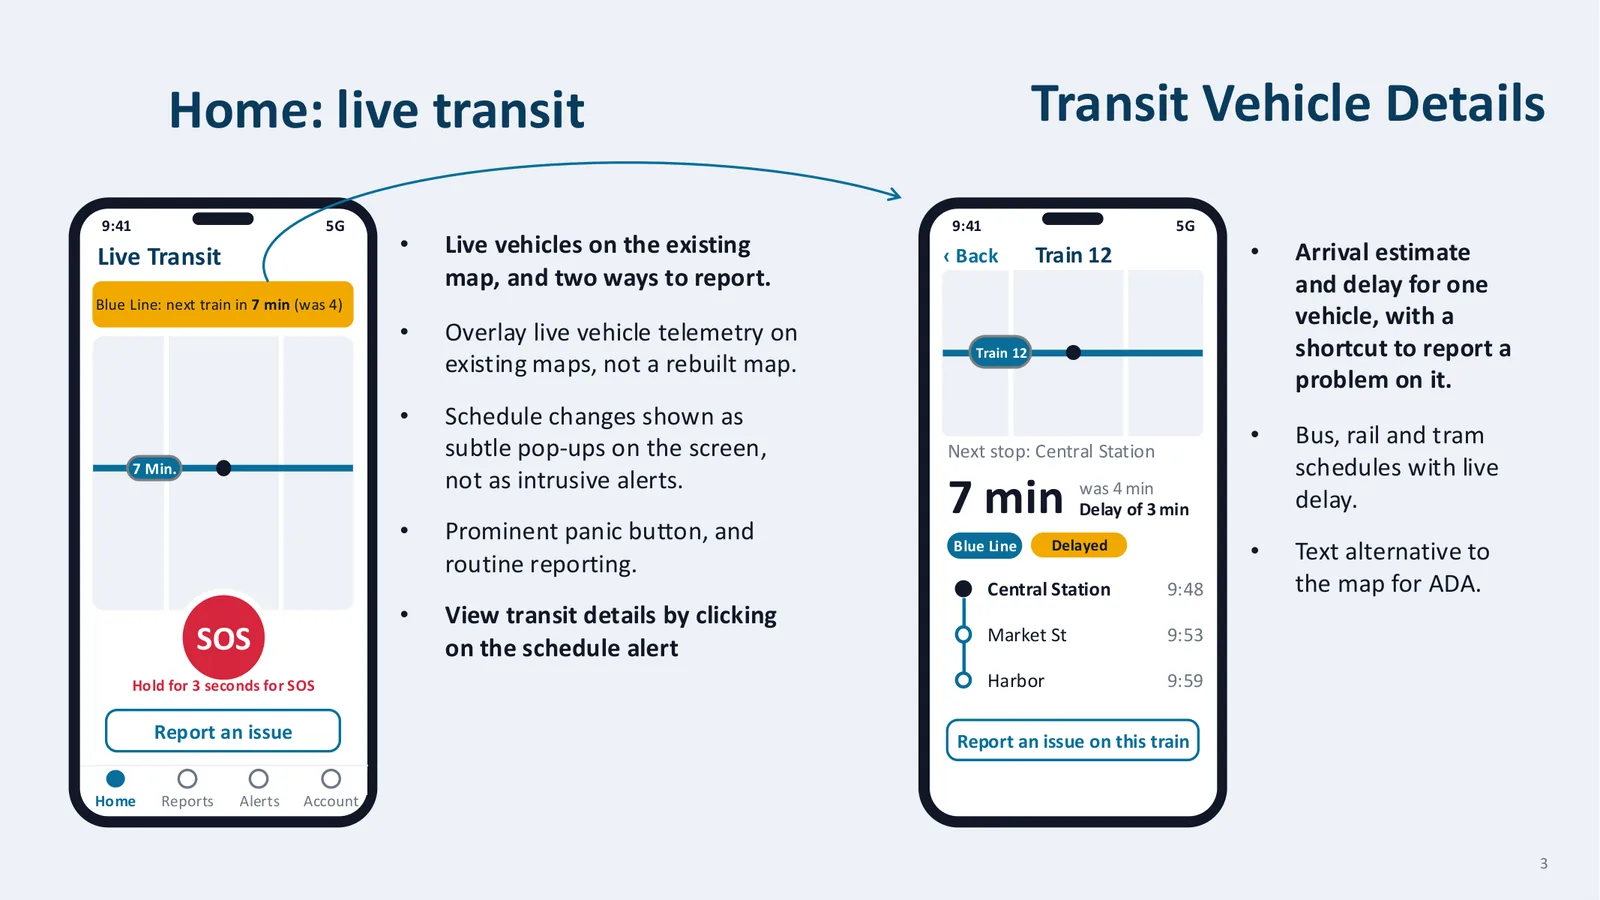 Home: live transit
9:41
5G
Live Transit
Blue Line: next train in 7 min (was 4)
7 Min.
SOS
Hold for 3 seconds for SOS
Report an issue
Home
Reports
Alerts
Account
• Live vehicles on the existing
map, and two ways to report.
• Overlay live vehicle telemetry on
existing maps, not a rebuilt map.
• Schedule changes shown as
subtle pop-ups on the screen,
not as intrusive alerts.
• Prominent panic button, and
routine reporting.
• View transit details by clicking
on the schedule alert
Transit Vehicle Details
9:41
5G
‹ Back
Train 12
Train 12
Next stop: Central Station
7 min
was 4 min
Delay of 3 min
Blue Line
Delayed
Central Station 9:48
Market St 9:53
Harbor 9:59
Report an issue on this train
• Arrival estimate
and delay for one
vehicle, with a
shortcut to report a
problem on it.
• Bus, rail and tram
schedules with live
delay.
• Text alternative to
the map for ADA.
3